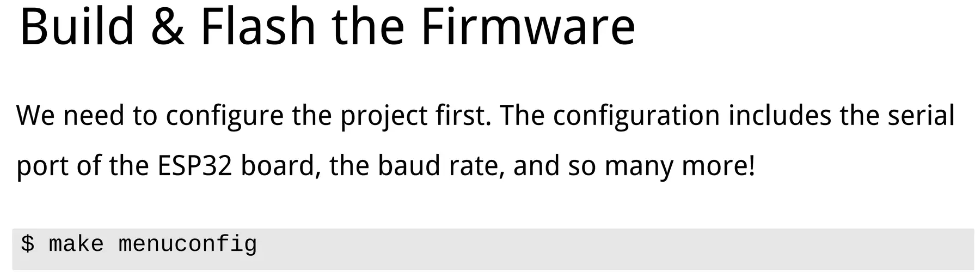 Build & Flash the Firmware
We need to configure the project first. The configuration includes the serial
port of the ESP32 board, the baud rate, and so many more!
$ make menuconfig